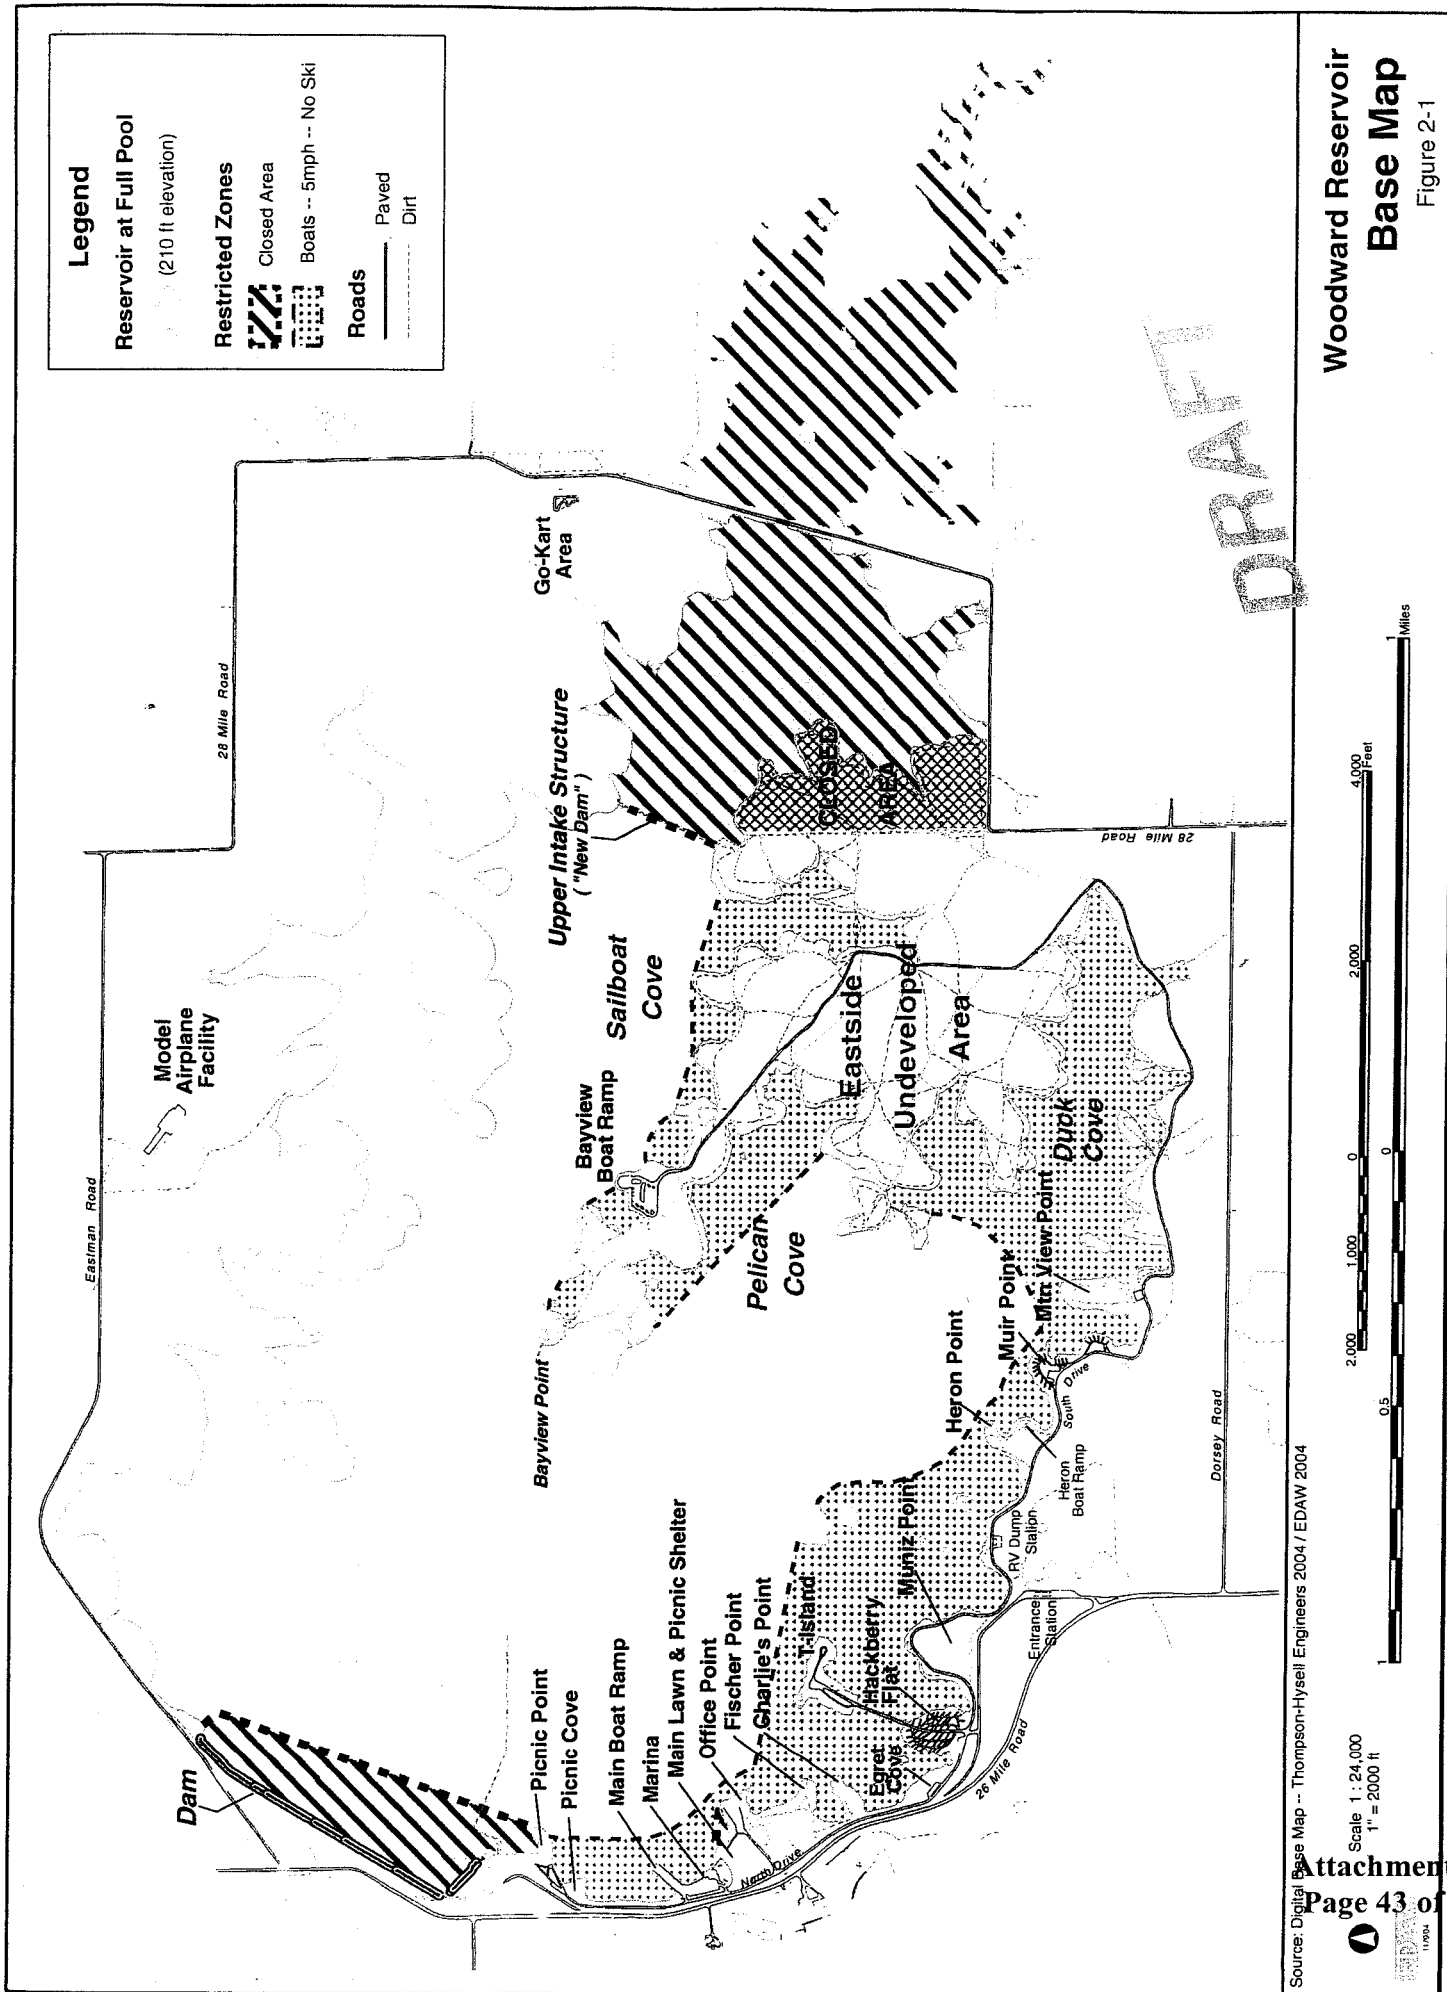 Legend
Reservoir at Full Pool
(210 ft elevation)
Restricted Zones
Closed Area
Boats -- 5mph -- No Ski
Roads
Paved
Dirt
Eastman Road
28 Mile Road
Model
Airplane
Facility
Go-Kart
Area
Upper Intake Structure
( "New Dam" )
Sailboat
Cove
Bayview
Boat Ramp
Bayview Point
Pelican
Cove
CLOSED
AREA
Eastside
Undeveloped
Area
Duck
Cove
28 Mile Road
Dam
Picnic Point
Picnic Cove
Main Boat Ramp
Marina
Main Lawn & Picnic Shelter
Office Point
Fischer Point
Charlie's Point
T-Island
Hackberry
Flat
Egret
Cove
Muniz Point
Heron Point
Muir Point
Mtn View Point
North Drive
South Drive
RV Dump
Station
Heron
Boat Ramp
Entrance
Station
26 Mile Road
Dorsey Road
DRAFT
Source: Digital Base Map -- Thompson-Hysell Engineers 2004 / EDAW 2004
Scale 1 : 24,000
1" = 2000 ft
2,000 1,000 0 2,000 4,000
Feet
1 0.5 0 1
Miles
Woodward Reservoir
Base Map
Figure 2-1
Attachment
Page 43 of
EDAW
11/9/04